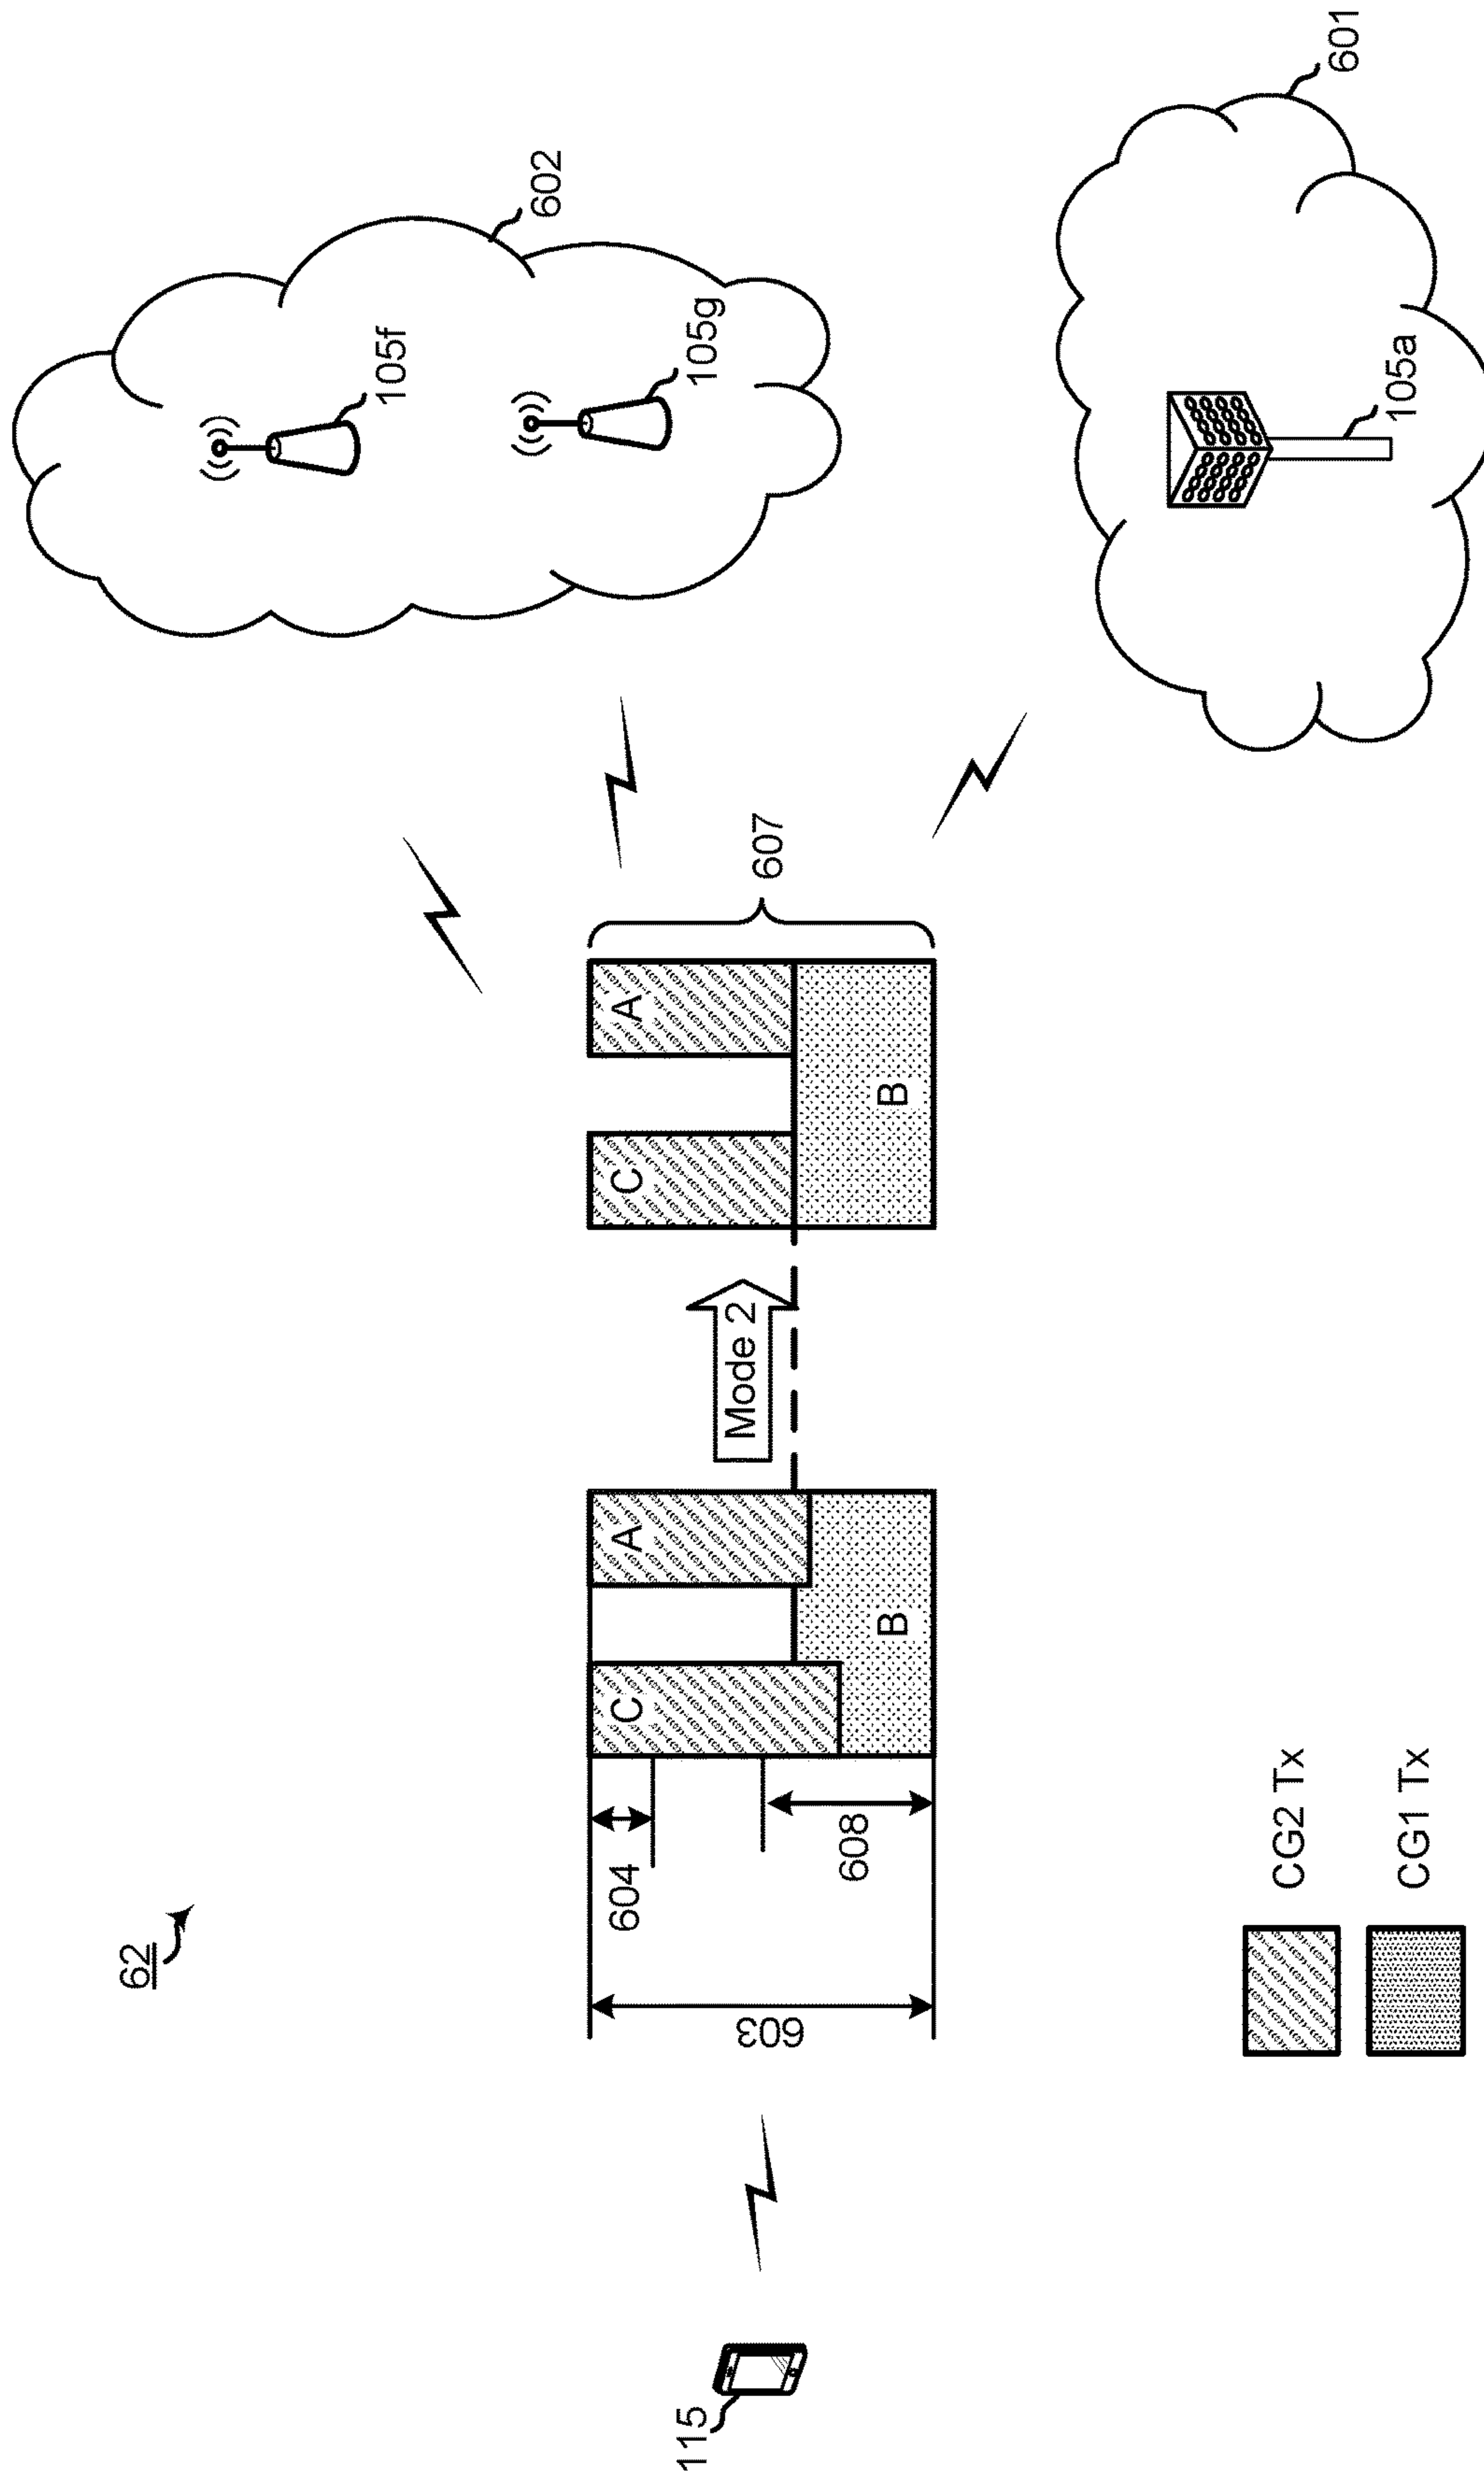 62
602
105f
105g
601
105a
115
603
604
608
C
A
B
Mode 2
C
A
B
607
CG2 Tx
CG1 Tx